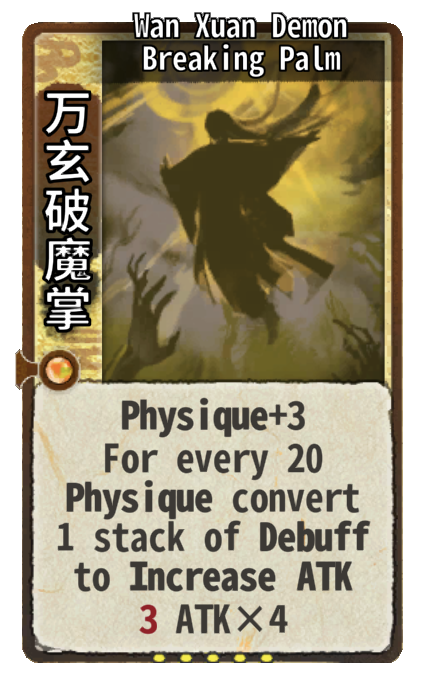 Wan Xuan Demon
Breaking Palm
万玄破魔掌
Physique+3
For every 20
Physique convert
1 stack of Debuff
to Increase ATK
3 ATK×4